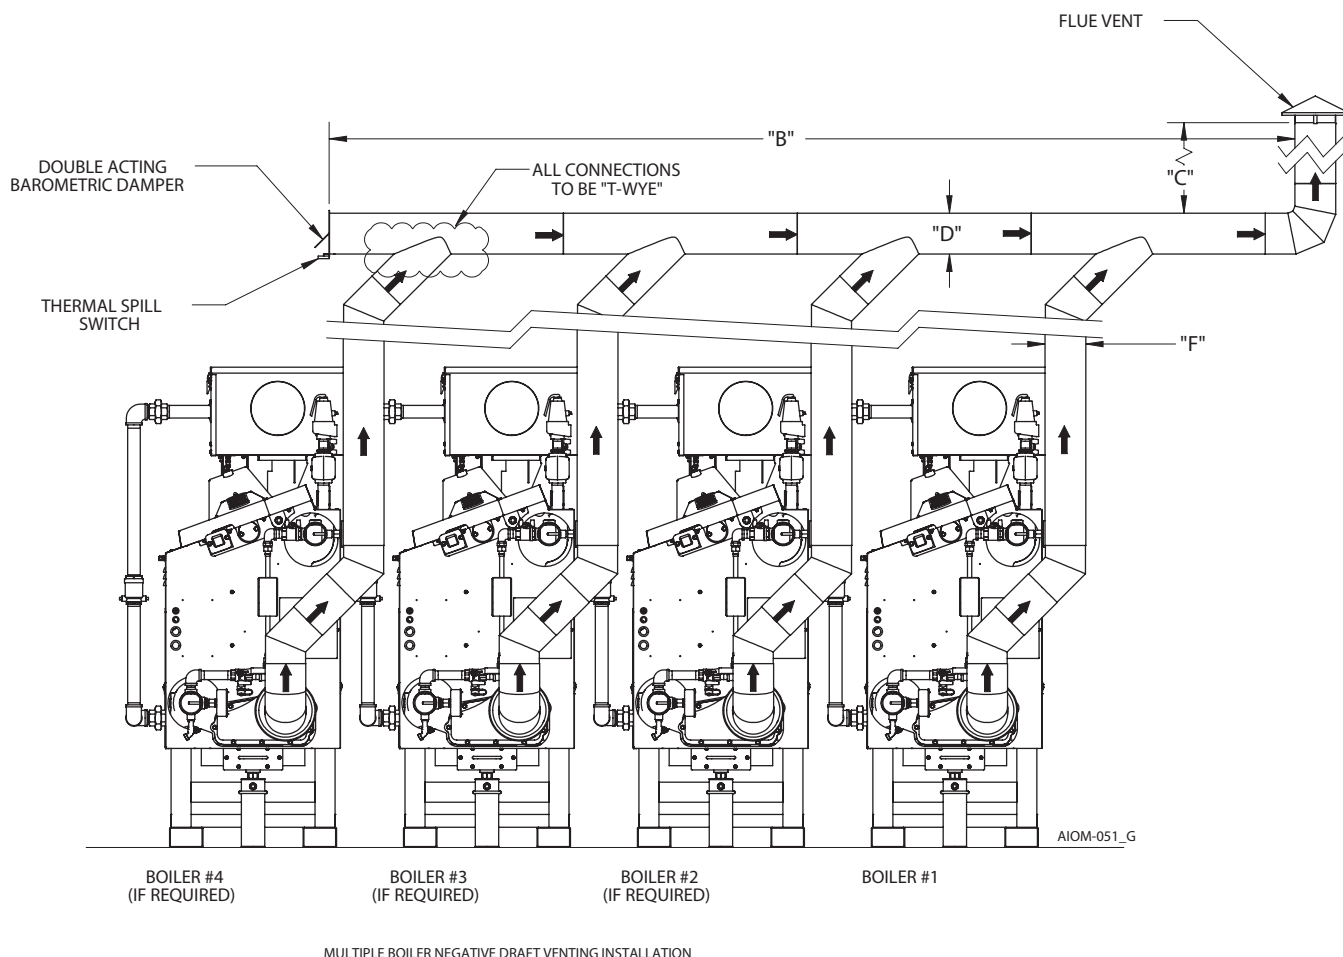 FLUE VENT
"B"
DOUBLE ACTING
BAROMETRIC DAMPER
ALL CONNECTIONS
TO BE "T-WYE"
"C"
"D"
THERMAL SPILL
SWITCH
"F"
AIOM-051_G
BOILER #4
(IF REQUIRED)
BOILER #3
(IF REQUIRED)
BOILER #2
(IF REQUIRED)
BOILER #1
MULTIPLE BOILER NEGATIVE DRAFT VENTING INSTALLATION